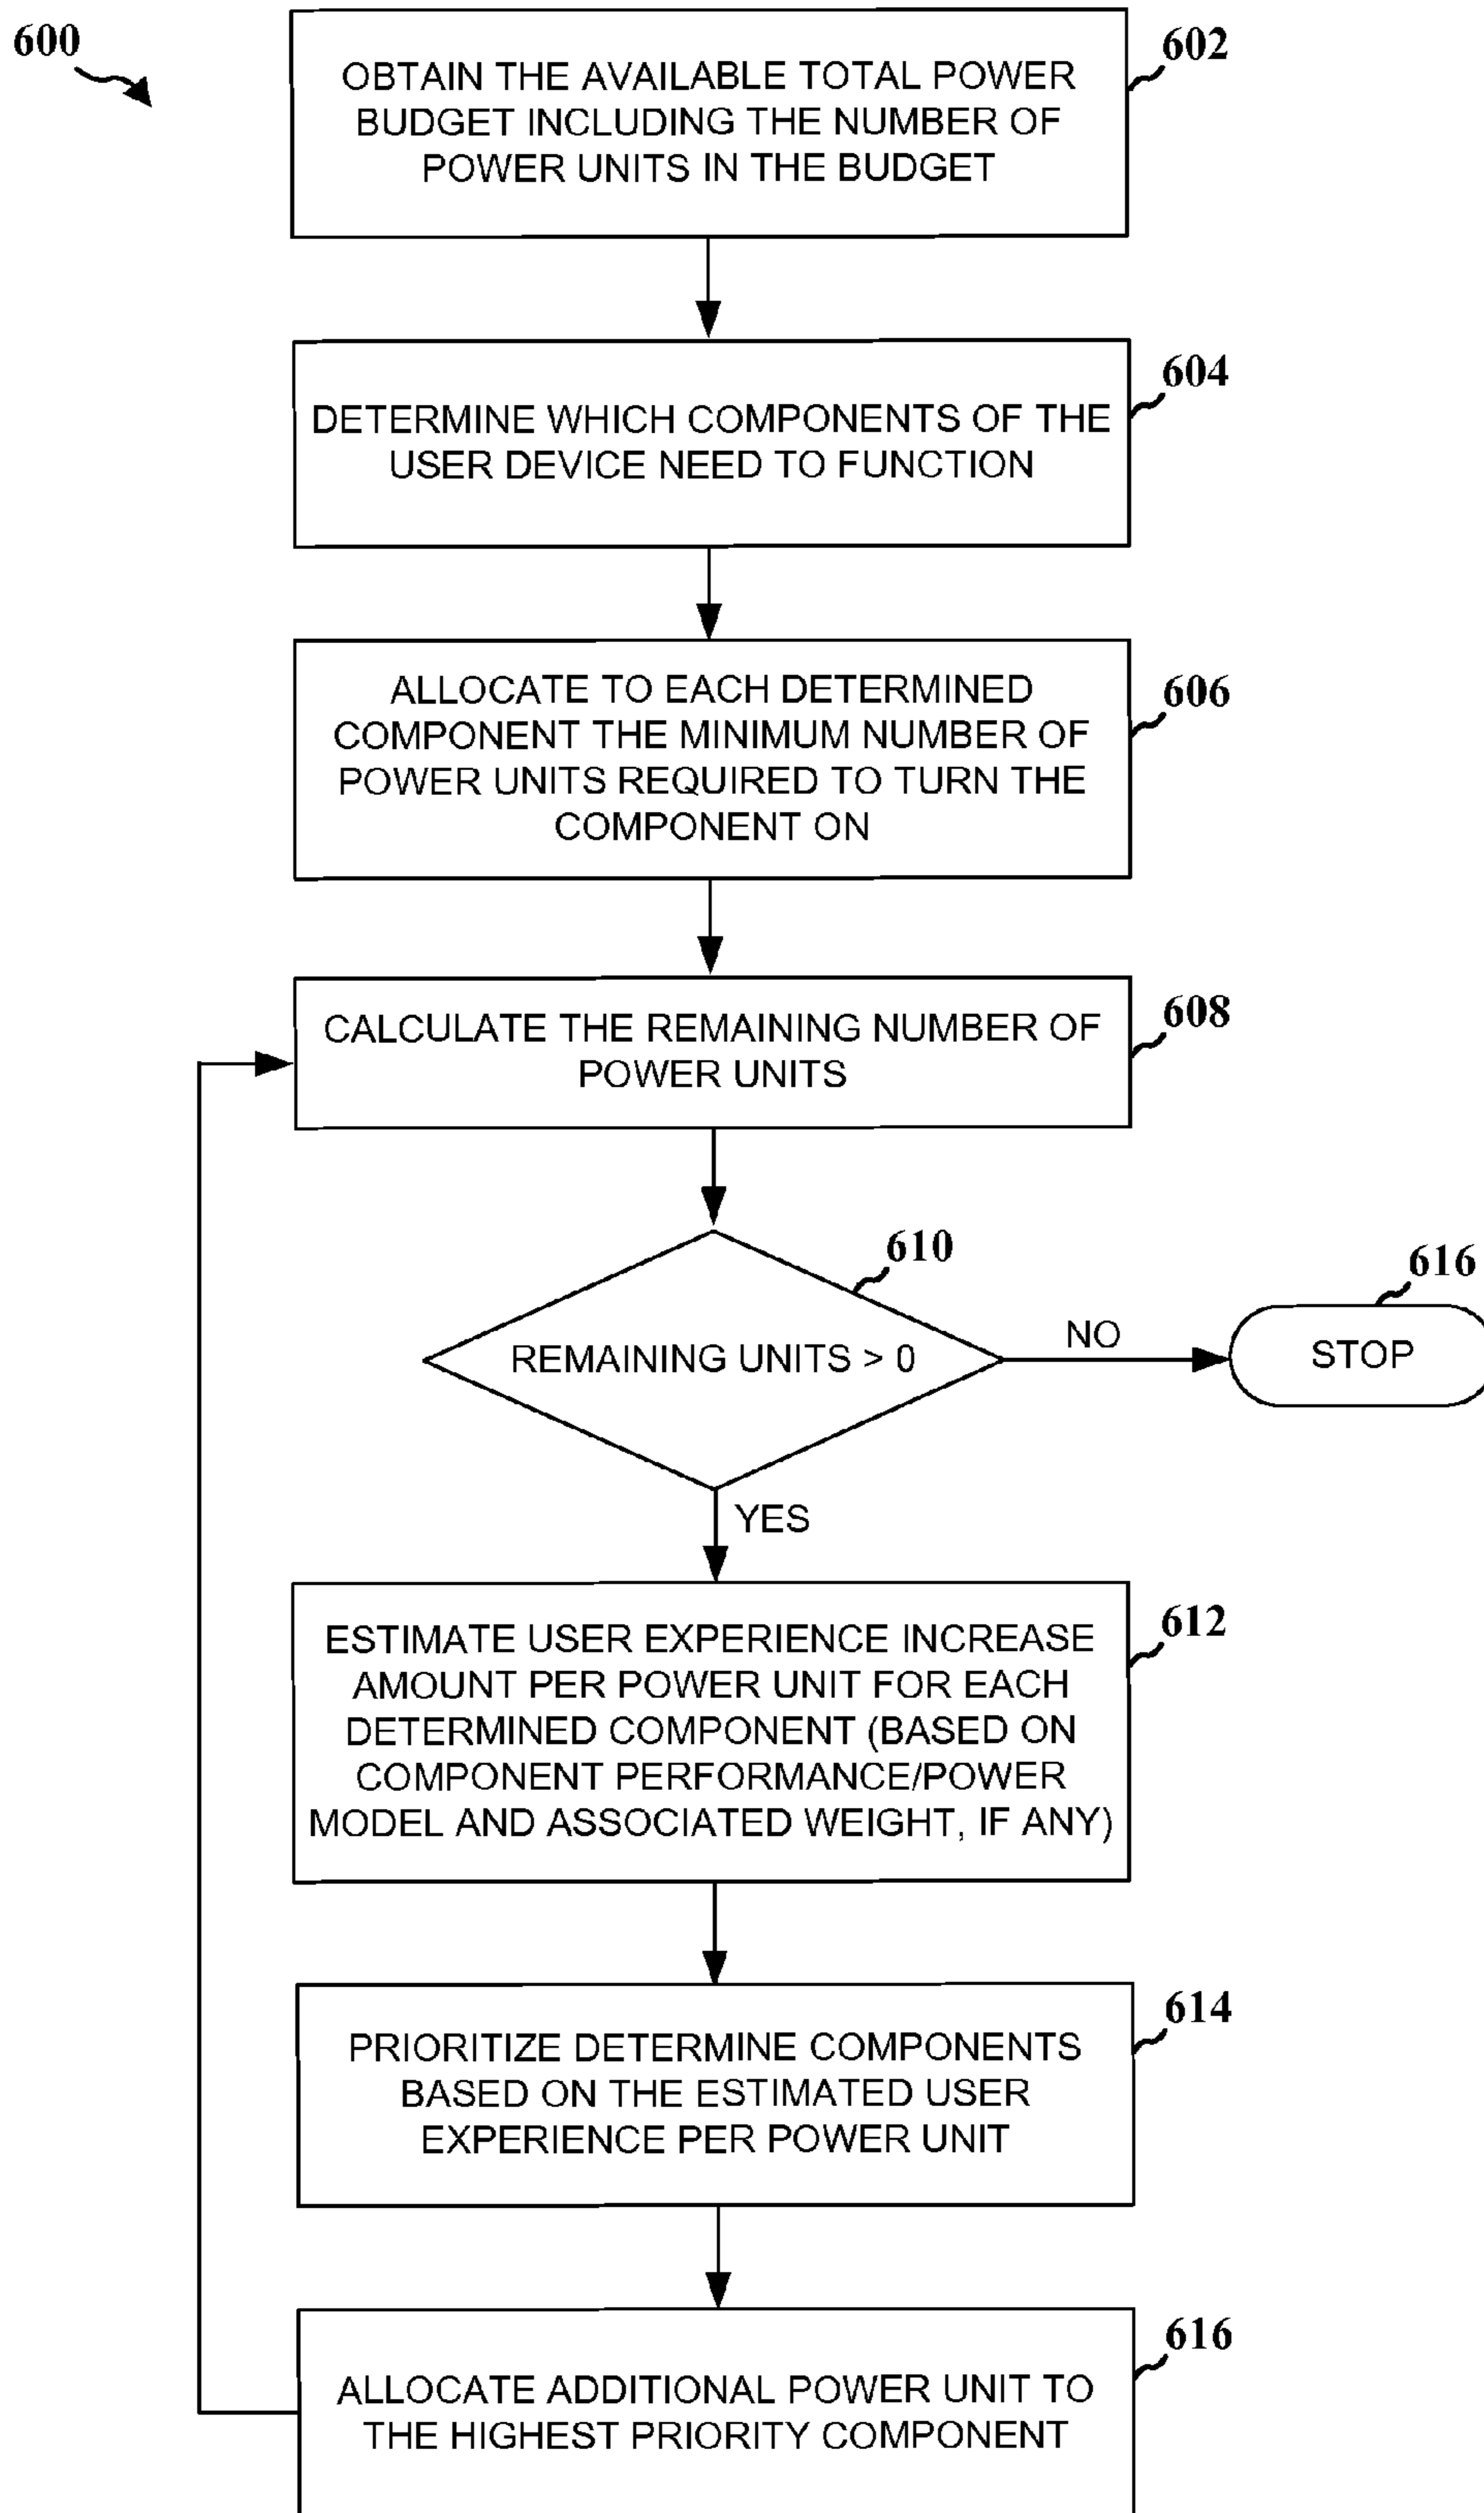 600
602
OBTAIN THE AVAILABLE TOTAL POWER
BUDGET INCLUDING THE NUMBER OF
POWER UNITS IN THE BUDGET
604
DETERMINE WHICH COMPONENTS OF THE
USER DEVICE NEED TO FUNCTION
606
ALLOCATE TO EACH DETERMINED
COMPONENT THE MINIMUM NUMBER OF
POWER UNITS REQUIRED TO TURN THE
COMPONENT ON
608
CALCULATE THE REMAINING NUMBER OF
POWER UNITS
610
REMAINING UNITS > 0
NO
616
STOP
YES
612
ESTIMATE USER EXPERIENCE INCREASE
AMOUNT PER POWER UNIT FOR EACH
DETERMINED COMPONENT (BASED ON
COMPONENT PERFORMANCE/POWER
MODEL AND ASSOCIATED WEIGHT, IF ANY)
614
PRIORITIZE DETERMINE COMPONENTS
BASED ON THE ESTIMATED USER
EXPERIENCE PER POWER UNIT
616
ALLOCATE ADDITIONAL POWER UNIT TO
THE HIGHEST PRIORITY COMPONENT